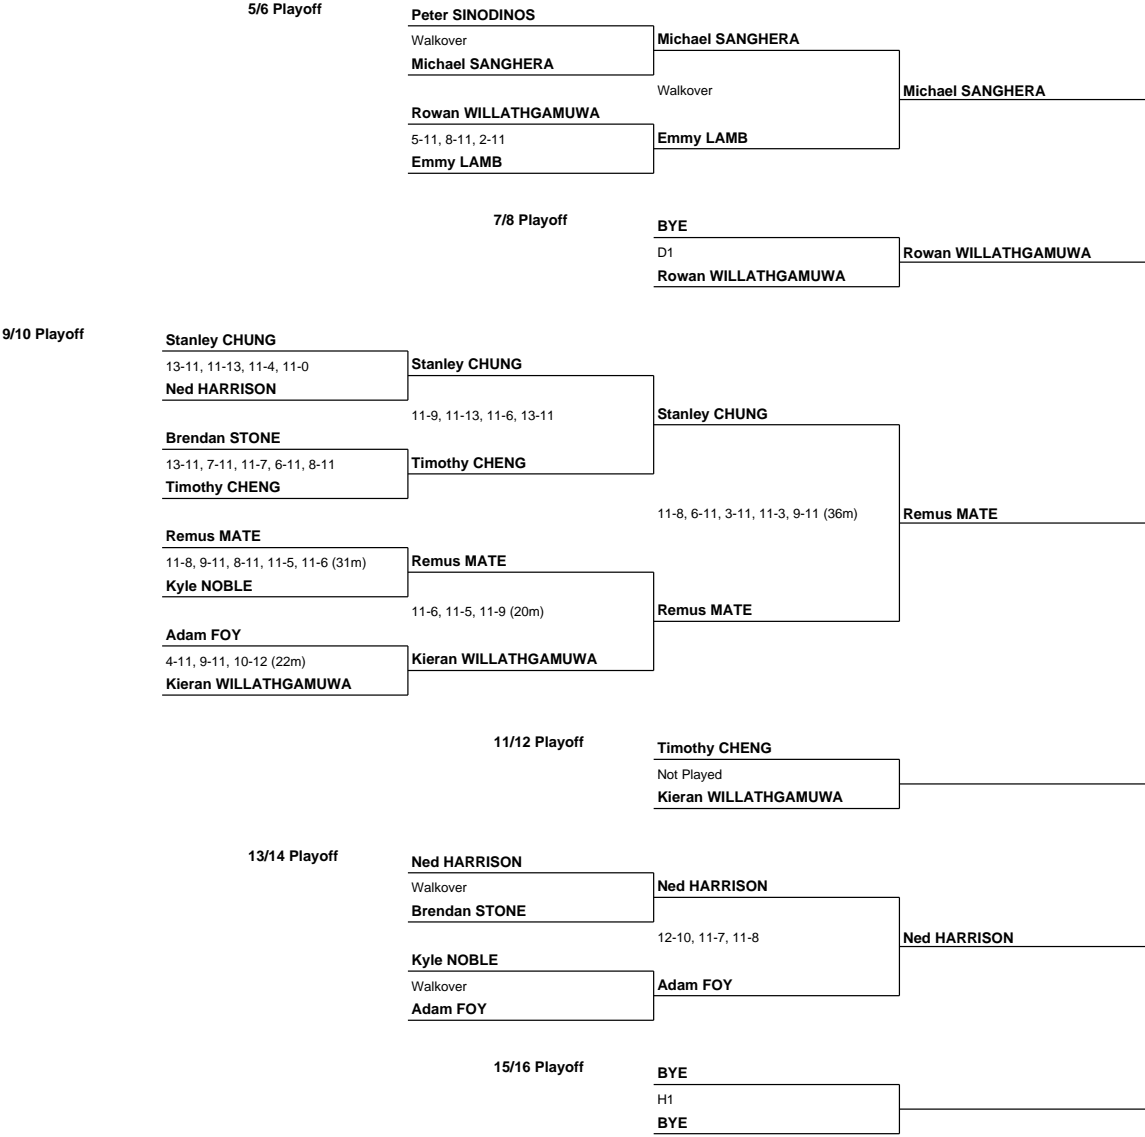 5/6 Playoff
Peter SINODINOS
Walkover
Michael SANGHERA
Michael SANGHERA
Walkover
Michael SANGHERA
Rowan WILLATHGAMUWA
5-11, 8-11, 2-11
Emmy LAMB
Emmy LAMB
7/8 Playoff
BYE
D1
Rowan WILLATHGAMUWA
Rowan WILLATHGAMUWA
9/10 Playoff
Stanley CHUNG
13-11, 11-13, 11-4, 11-0
Ned HARRISON
Stanley CHUNG
11-9, 11-13, 11-6, 13-11
Stanley CHUNG
Brendan STONE
13-11, 7-11, 11-7, 6-11, 8-11
Timothy CHENG
Timothy CHENG
11-8, 6-11, 3-11, 11-3, 9-11 (36m)
Remus MATE
Remus MATE
11-8, 9-11, 8-11, 11-5, 11-6 (31m)
Kyle NOBLE
Remus MATE
11-6, 11-5, 11-9 (20m)
Remus MATE
Adam FOY
4-11, 9-11, 10-12 (22m)
Kieran WILLATHGAMUWA
Kieran WILLATHGAMUWA
11/12 Playoff
Timothy CHENG
Not Played
Kieran WILLATHGAMUWA
13/14 Playoff
Ned HARRISON
Walkover
Brendan STONE
Ned HARRISON
12-10, 11-7, 11-8
Ned HARRISON
Kyle NOBLE
Walkover
Adam FOY
Adam FOY
15/16 Playoff
BYE
H1
BYE